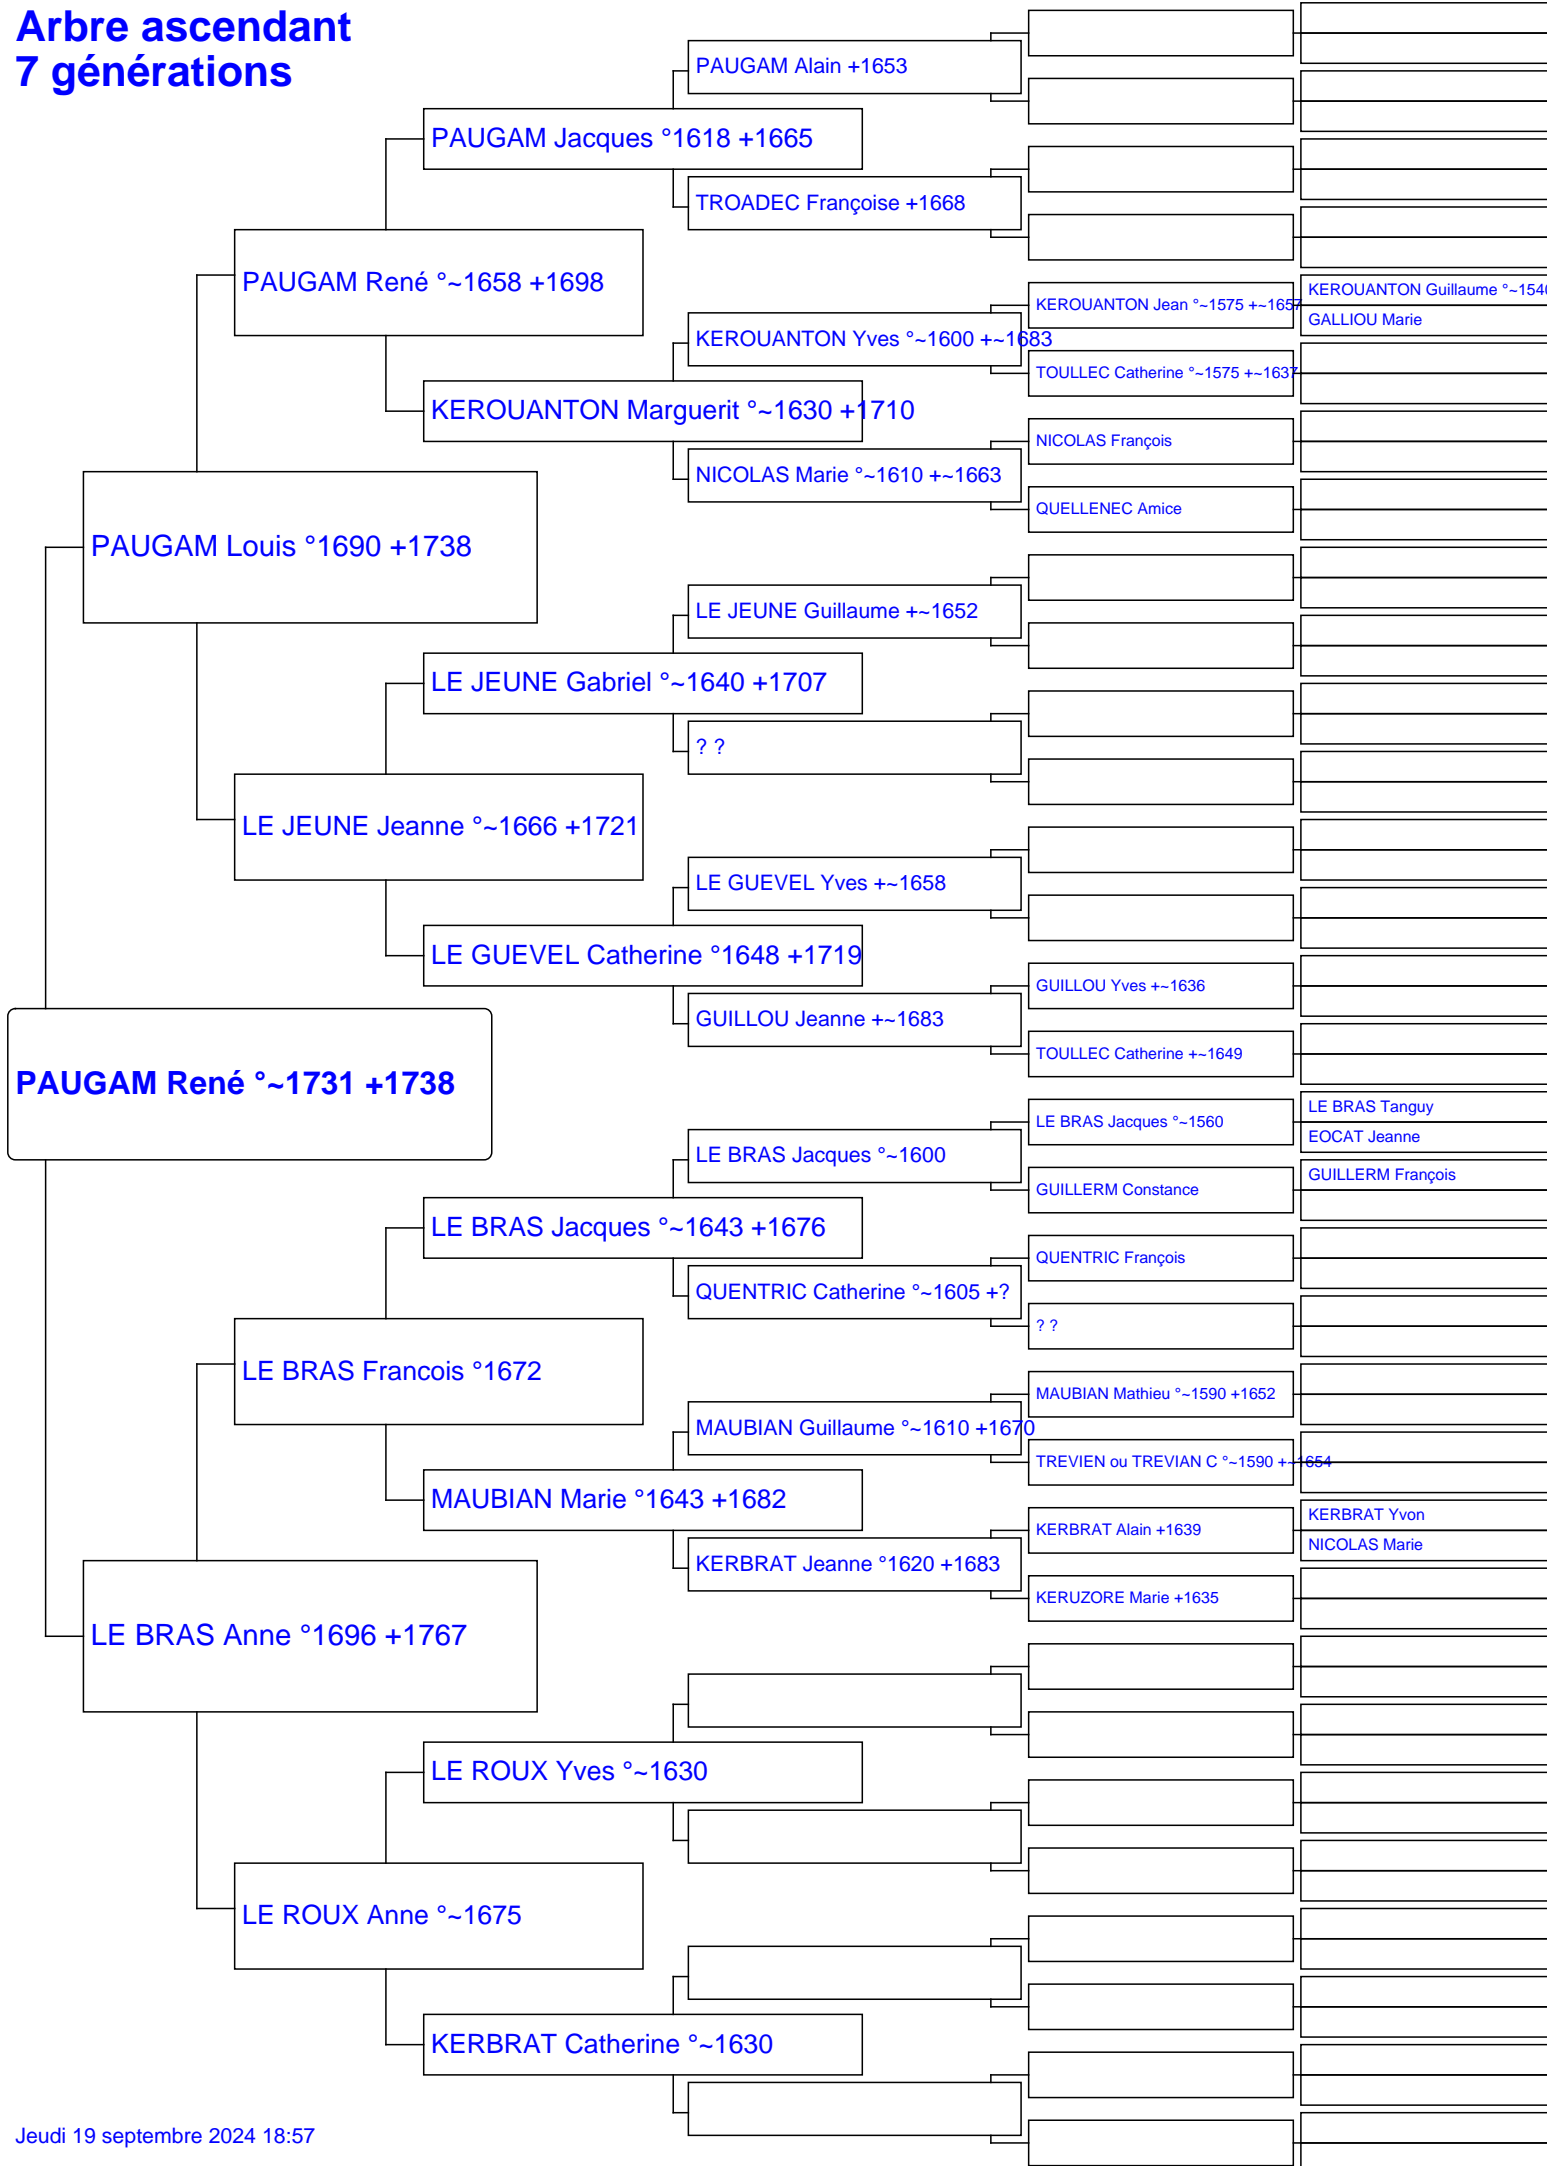 Arbre ascendant
7 générations
PAUGAM Alain +1653
PAUGAM Jacques °1618 +1665
TROADEC Françoise +1668
PAUGAM René °~1658 +1698
KEROUANTON Guillaume °~154
KEROUANTON Jean °~1575 +~1657
GALLIOU Marie
KEROUANTON Yves °~1600 +~1683
TOULLEC Catherine °~1575 +~1637
KEROUANTON Marguerit °~1630 +1710
NICOLAS François
NICOLAS Marie °~1610 +~1663
QUELLENEC Amice
PAUGAM Louis °1690 +1738
LE JEUNE Guillaume +~1652
LE JEUNE Gabriel °~1640 +1707
? ?
LE JEUNE Jeanne °~1666 +1721
LE GUEVEL Yves +~1658
LE GUEVEL Catherine °1648 +1719
GUILLOU Yves +~1636
GUILLOU Jeanne +~1683
TOULLEC Catherine +~1649
PAUGAM René °~1731 +1738
LE BRAS Tanguy
LE BRAS Jacques °~1560
EOCAT Jeanne
LE BRAS Jacques °~1600
GUILLERM François
GUILLERM Constance
LE BRAS Jacques °~1643 +1676
QUENTRIC François
QUENTRIC Catherine °~1605 +?
? ?
LE BRAS Francois °1672
MAUBIAN Mathieu °~1590 +1652
MAUBIAN Guillaume °~1610 +1670
TREVIEN ou TREVIAN C °~1590 +~1654
MAUBIAN Marie °1643 +1682
KERBRAT Yvon
KERBRAT Alain +1639
NICOLAS Marie
KERBRAT Jeanne °1620 +1683
KERUZORE Marie +1635
LE BRAS Anne °1696 +1767
LE ROUX Yves °~1630
LE ROUX Anne °~1675
KERBRAT Catherine °~1630
Jeudi 19 septembre 2024 18:57